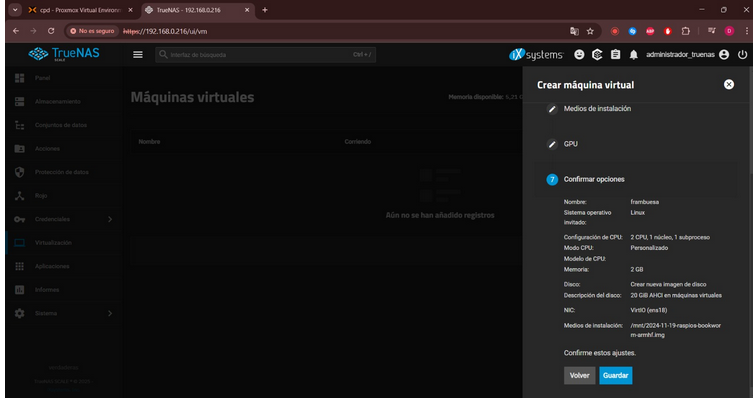 cpd - Proxmox Virtual Environm
TrueNAS - 192.168.0.216
No es seguro
https://192.168.0.216/ui/vm
TrueNAS
SCALE
Interfaz de búsqueda
Ctrl + /
iXsystems
administrador_truenas
Panel
Almacenamiento
Conjuntos de datos
Acciones
Protección de datos
Rojo
Credenciales
Virtualización
Aplicaciones
Informes
Sistema
Máquinas virtuales
Memoria disponible: 5,25 G
Nombre
Corriendo
Aún no se han añadido registros
Crear máquina virtual
Medios de instalación
GPU
7 Confirmar opciones
Nombre: frambuesa
Sistema operativo invitado: Linux
Configuración de CPU: 2 CPU, 1 núcleo, 1 subproceso
Modo CPU: Personalizado
Modelo de CPU:
Memoria: 2 GB
Disco: Crear nueva imagen de disco
Descripción del disco: 20 GiB AHCI en máquinas virtuales
NIC: VirtIO (ens18)
Medios de instalación: /mnt/2024-11-19-raspios-bookwor
m-armhf.img
Confirme estos ajustes.
Volver
Guardar